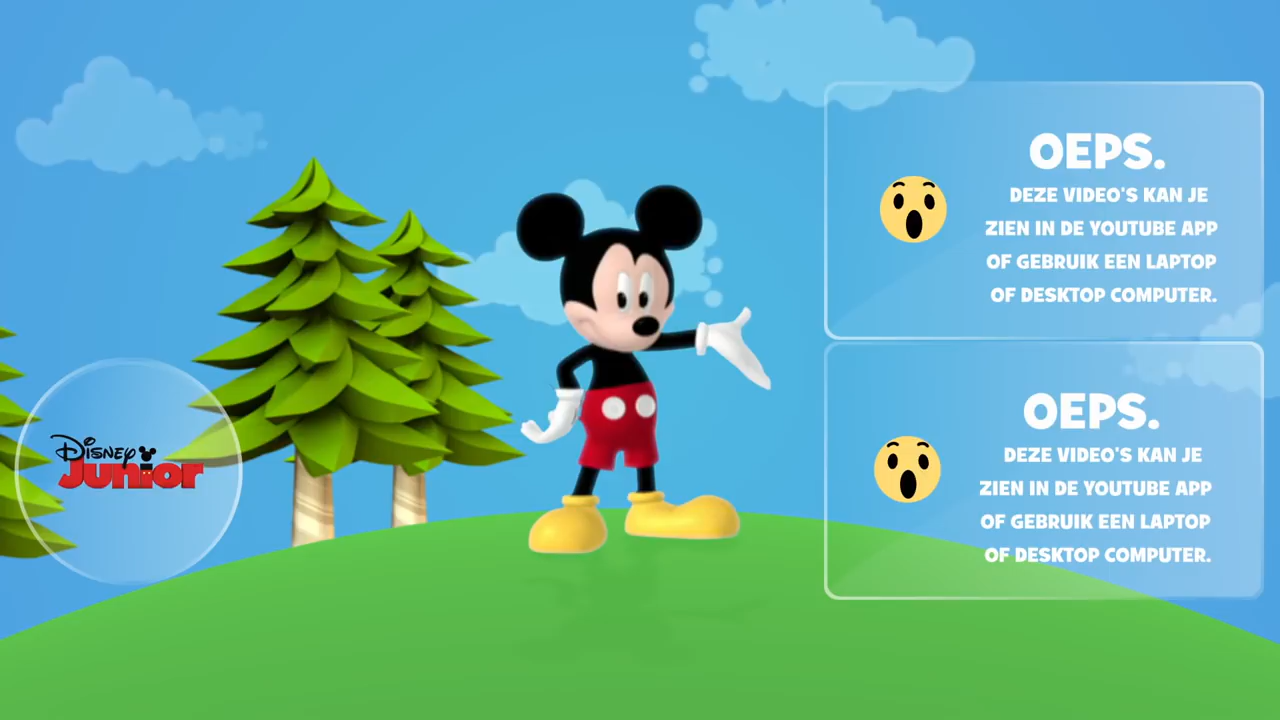 OEPS.
DEZE VIDEO'S KAN JE
ZIEN IN DE YOUTUBE APP
OF GEBRUIK EEN LAPTOP
OF DESKTOP COMPUTER.
Disney
Junior
OEPS.
DEZE VIDEO'S KAN JE
ZIEN IN DE YOUTUBE APP
OF GEBRUIK EEN LAPTOP
OF DESKTOP COMPUTER.